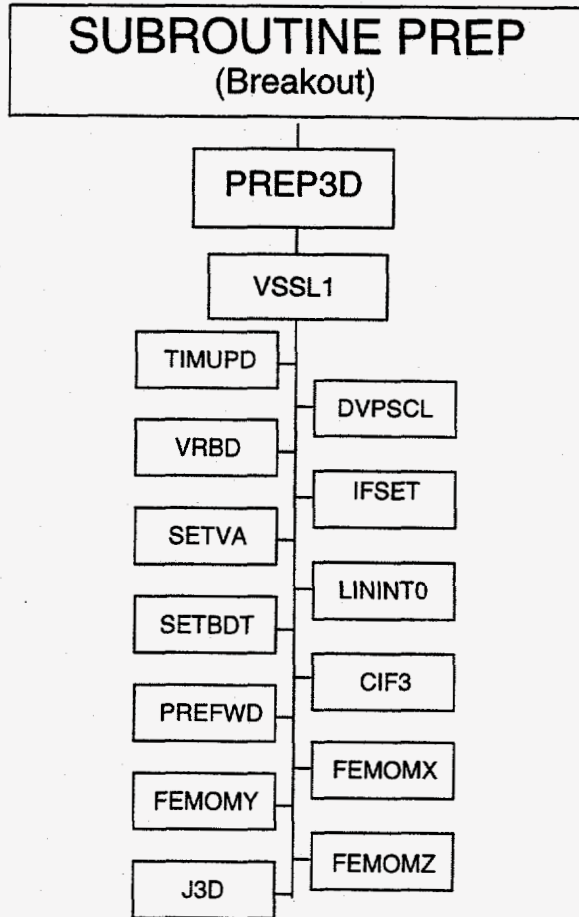 SUBROUTINE PREP
(Breakout)
PREP3D
VSSL1
TIMUPD
DVPSCL
VRBD
IFSET
SETVA
LININT0
SETBDT
CIF3
PREFWD
FEMOMX
FEMOMY
FEMOMZ
J3D